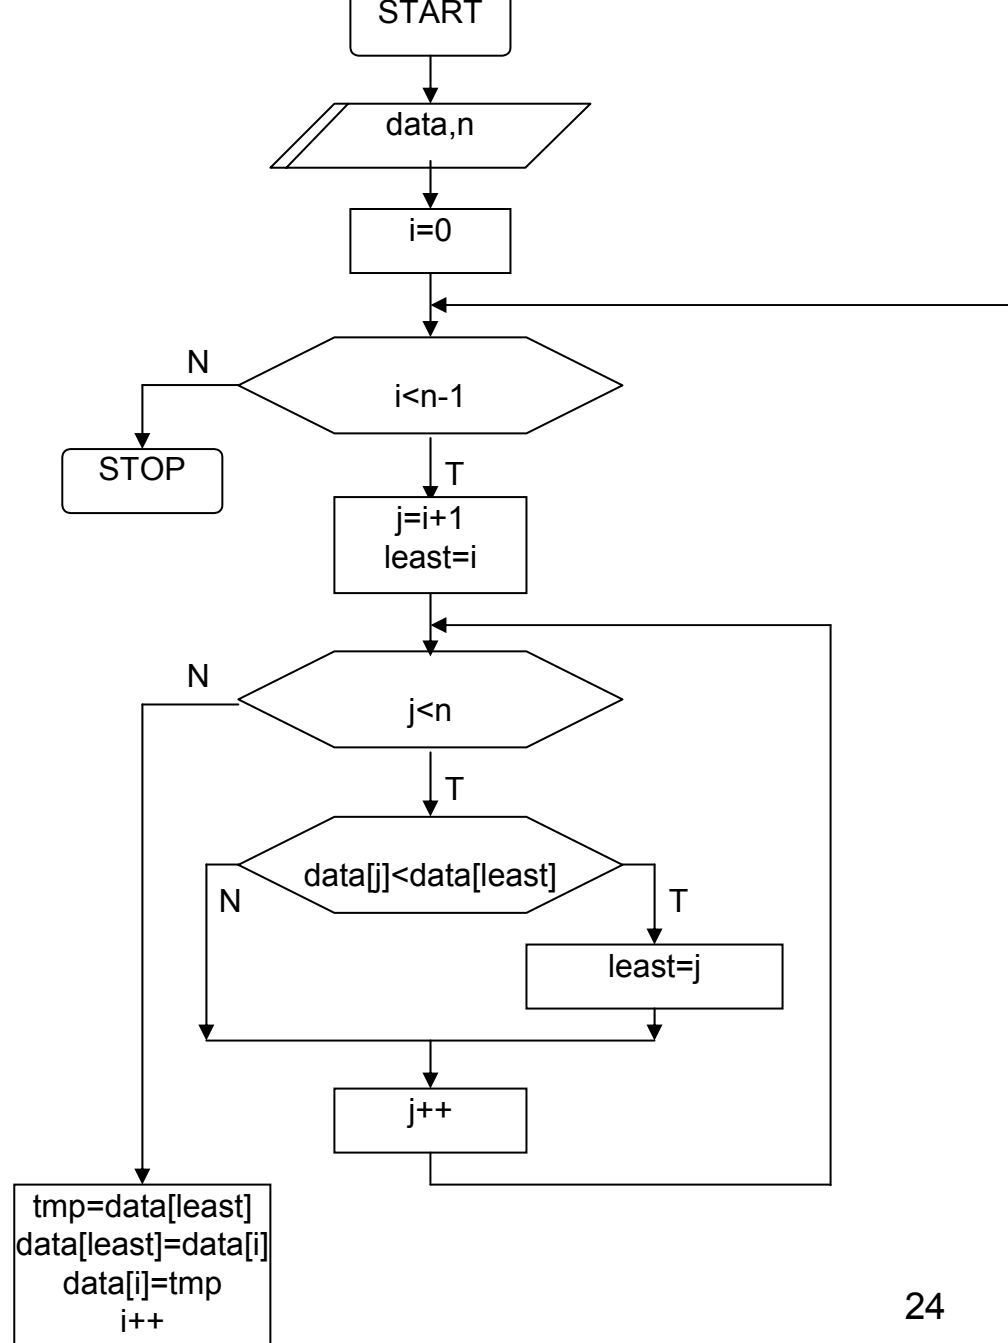 START
data,n
i=0
N
i<n-1
STOP
T
j=i+1
least=i
N
j<n
T
data[j]<data[least]
N
T
least=j
j++
tmp=data[least]
data[least]=data[i]
data[i]=tmp
i++
24